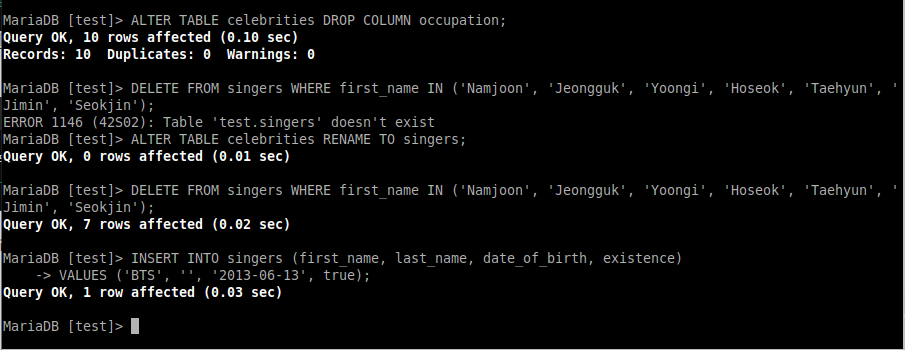 MariaDB [test]> ALTER TABLE celebrities DROP COLUMN occupation;
Query OK, 10 rows affected (0.10 sec)
Records: 10  Duplicates: 0  Warnings: 0
MariaDB [test]> DELETE FROM singers WHERE first_name IN ('Namjoon', 'Jeongguk', 'Yoongi', 'Hoseok', 'Taehyun', '
Jimin', 'Seokjin');
ERROR 1146 (42S02): Table 'test.singers' doesn't exist
MariaDB [test]> ALTER TABLE celebrities RENAME TO singers;
Query OK, 0 rows affected (0.01 sec)
MariaDB [test]> DELETE FROM singers WHERE first_name IN ('Namjoon', 'Jeongguk', 'Yoongi', 'Hoseok', 'Taehyun', '
Jimin', 'Seokjin');
Query OK, 7 rows affected (0.02 sec)
MariaDB [test]> INSERT INTO singers (first_name, last_name, date_of_birth, existence)
    -> VALUES ('BTS', '', '2013-06-13', true);
Query OK, 1 row affected (0.03 sec)
MariaDB [test]>